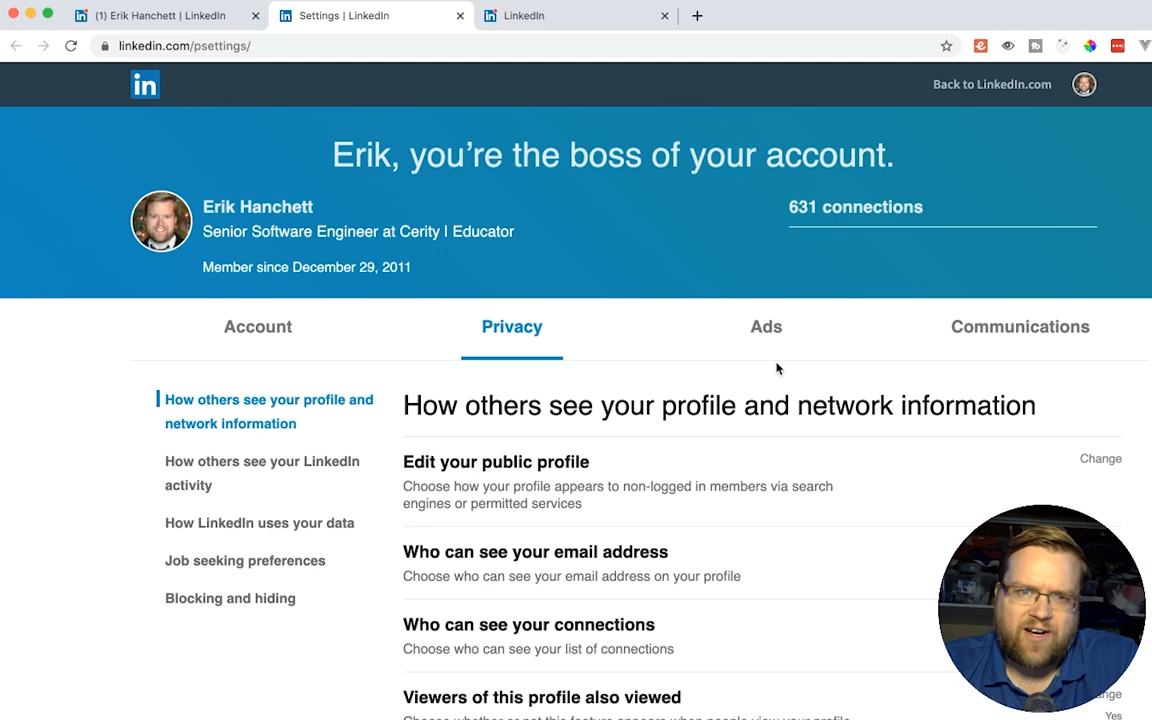 (1) Erik Hanchett | LinkedIn
Settings | LinkedIn
LinkedIn
linkedin.com/psettings/
in
Back to LinkedIn.com
Erik, you're the boss of your account.
Erik Hanchett
631 connections
Senior Software Engineer at Cerity | Educator
Member since December 29, 2011
Account
Privacy
Ads
Communications
How others see your profile and
network information
How others see your LinkedIn
activity
How LinkedIn uses your data
Job seeking preferences
Blocking and hiding
How others see your profile and network information
Edit your public profile
Change
Choose how your profile appears to non-logged in members via search
engines or permitted services
Who can see your email address
Choose who can see your email address on your profile
Who can see your connections
Choose who can see your list of connections
Viewers of this profile also viewed
Yes